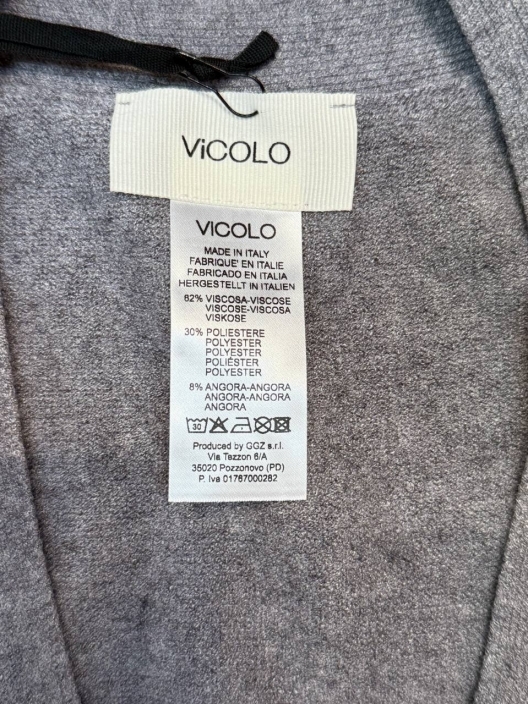 ViCOLO
VICOLO
MADE IN ITALY
FABRIQUE' EN ITALIE
FABRICADO EN ITALIA
HERGESTELLT IN ITALIEN
62% VISCOSA-VISCOSE
VISCOSE-VISCOSA
VISKOSE
30% POLIESTERE
POLYESTER
POLYESTER
POLIÉSTER
POLYESTER
8% ANGORA-ANGORA
ANGORA-ANGORA
ANGORA
30
Produced by GGZ s.r.l.
Via Tezzon 6/A
35020 Pozzonovo (PD)
P. Iva 01767000282